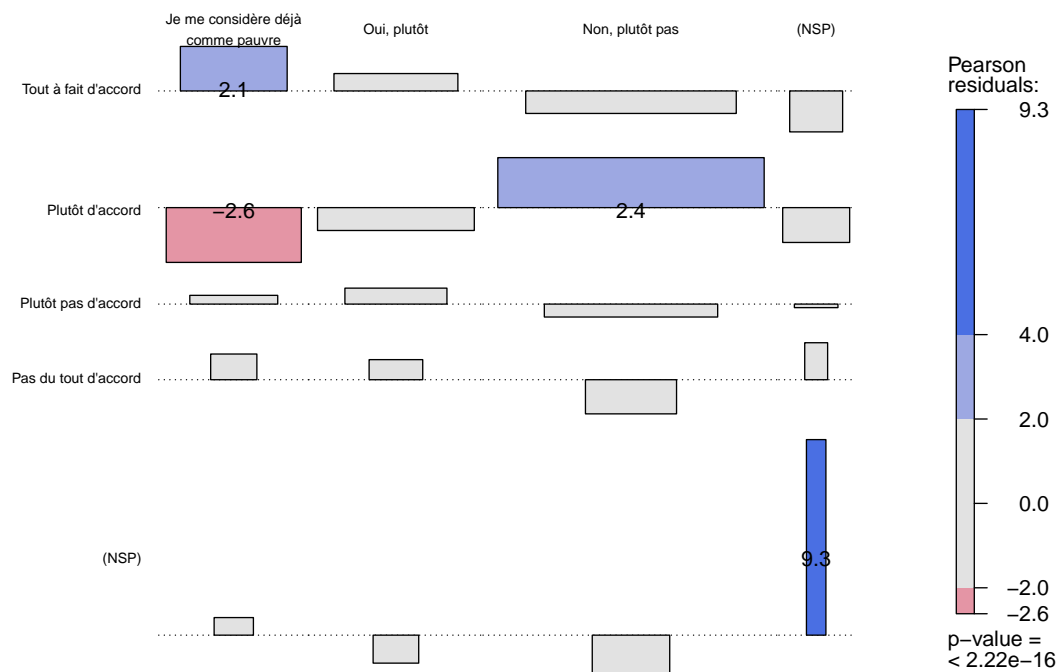 Je me considère déjà
comme pauvre
Oui, plutôt
Non, plutôt pas
(NSP)
Tout à fait d'accord
2.1
Plutôt d'accord
−2.6
2.4
Plutôt pas d'accord
Pas du tout d'accord
(NSP)
9.3
Pearson
residuals:
9.3
4.0
2.0
0.0
−2.0
−2.6
p−value =
< 2.22e−16